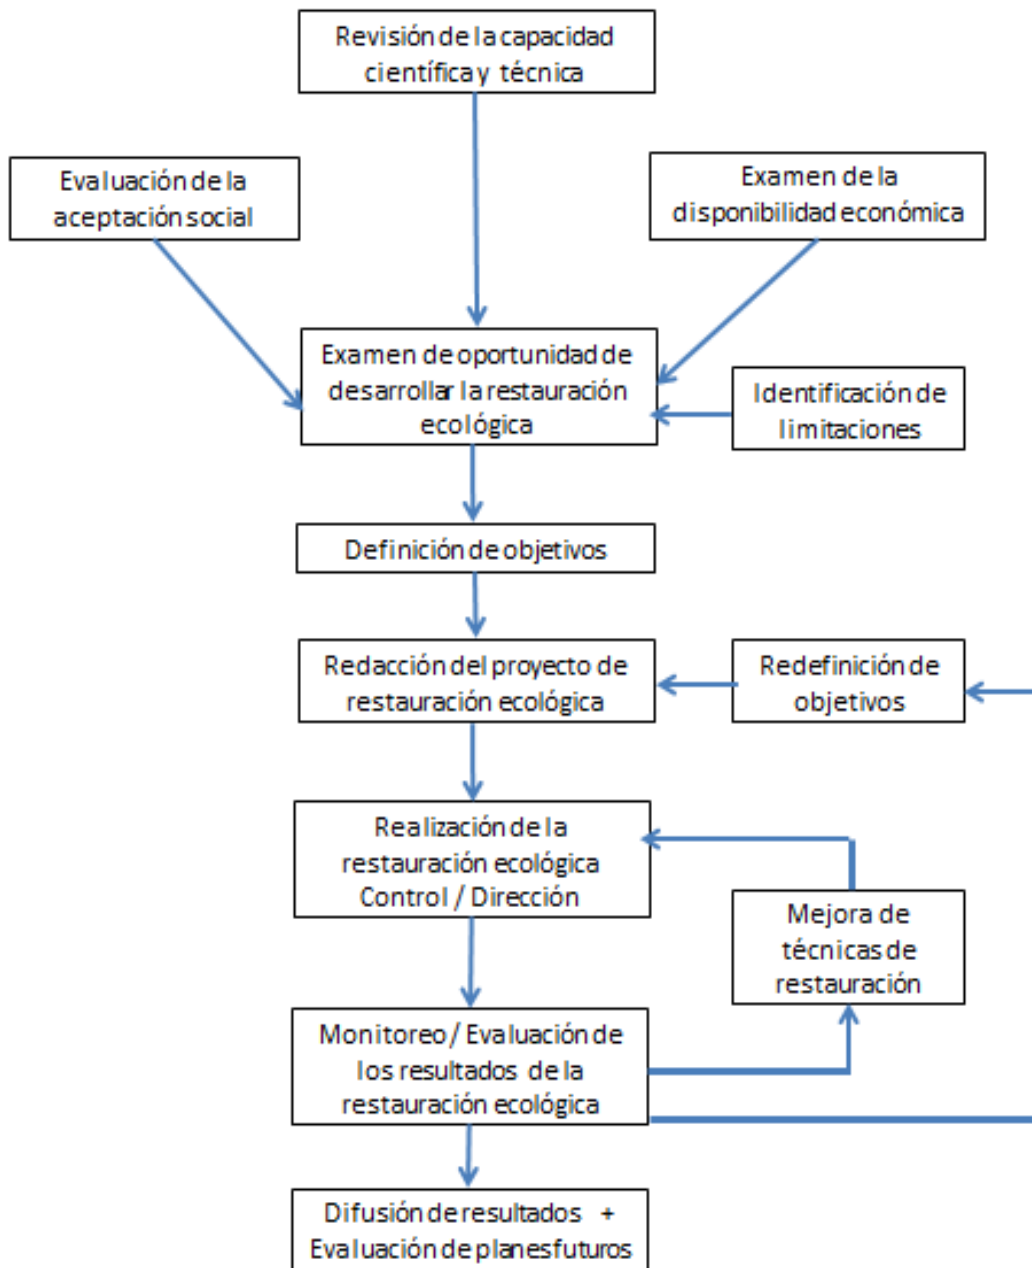 Revisión de la capacidad
científica y técnica
Evaluación de la
aceptación social
Examen de la
disponibilidad económica
Examen de oportunidad de
desarrollar la restauración
ecológica
Identificación de
limitaciones
Definición de objetivos
Redacción del proyecto de
restauración ecológica
Redefinición de
objetivos
Realización de la
restauración ecológica
Control / Dirección
Mejora de
técnicas de
restauración
Monitoreo / Evaluación de
los resultados de la
restauración ecológica
Difusión de resultados +
Evaluación de planes futuros